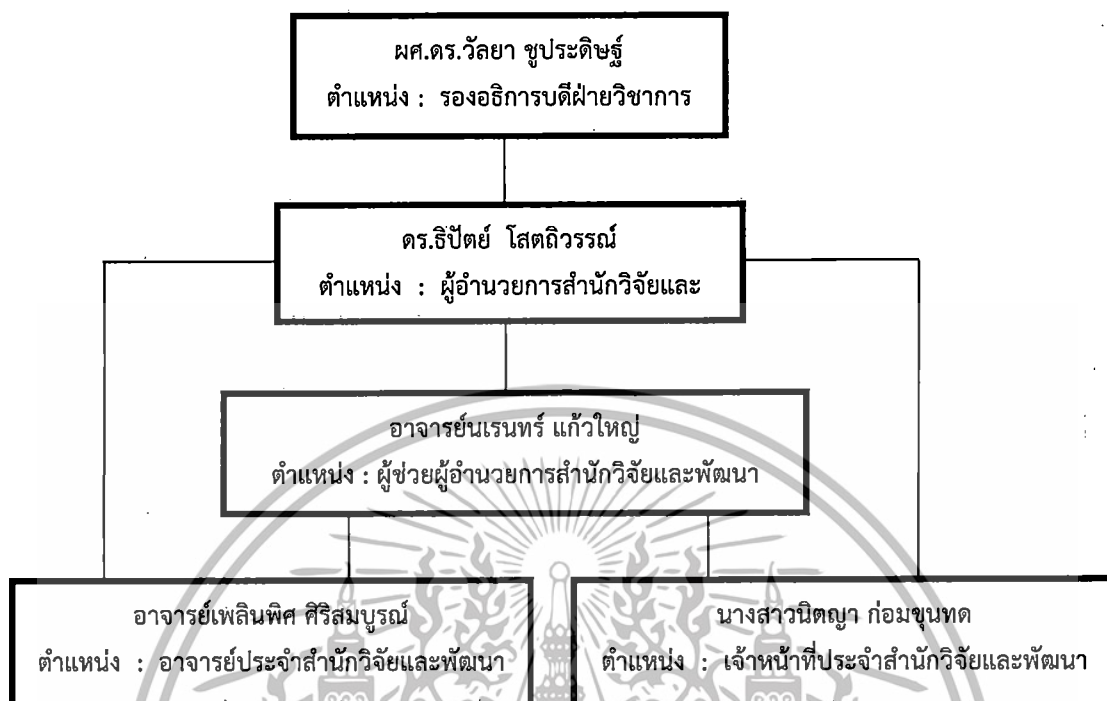 ผศ.ดร.วัลยา ชูประดิษฐ์
ตำแหน่ง : รองอธิการบดีฝ่ายวิชาการ
ดร.ธิปัตย์ โสตถิวรรณ์
ตำแหน่ง : ผู้อำนวยการสำนักวิจัยและ
อาจารย์นเรนทร์ แก้วใหญ่
ตำแหน่ง : ผู้ช่วยผู้อำนวยการสำนักวิจัยและพัฒนา
อาจารย์เพลินพิศ ศิริสมบูรณ์
ตำแหน่ง : อาจารย์ประจำสำนักวิจัยและพัฒนา
นางสาวนิตญา ก่อมขุนทด
ตำแหน่ง : เจ้าหน้าที่ประจำสำนักวิจัยและพัฒนา